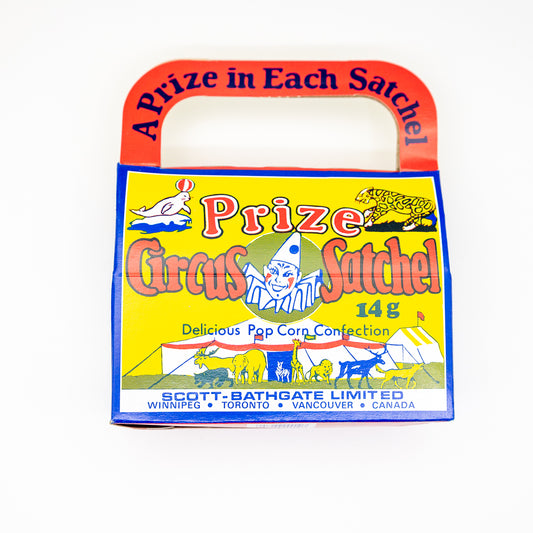 A Prize in Each Satchel
Prize
Circus Satchel
14g
Delicious Pop Corn Confection
SCOTT-BATHGATE LIMITED
WINNIPEG • TORONTO • VANCOUVER • CANADA